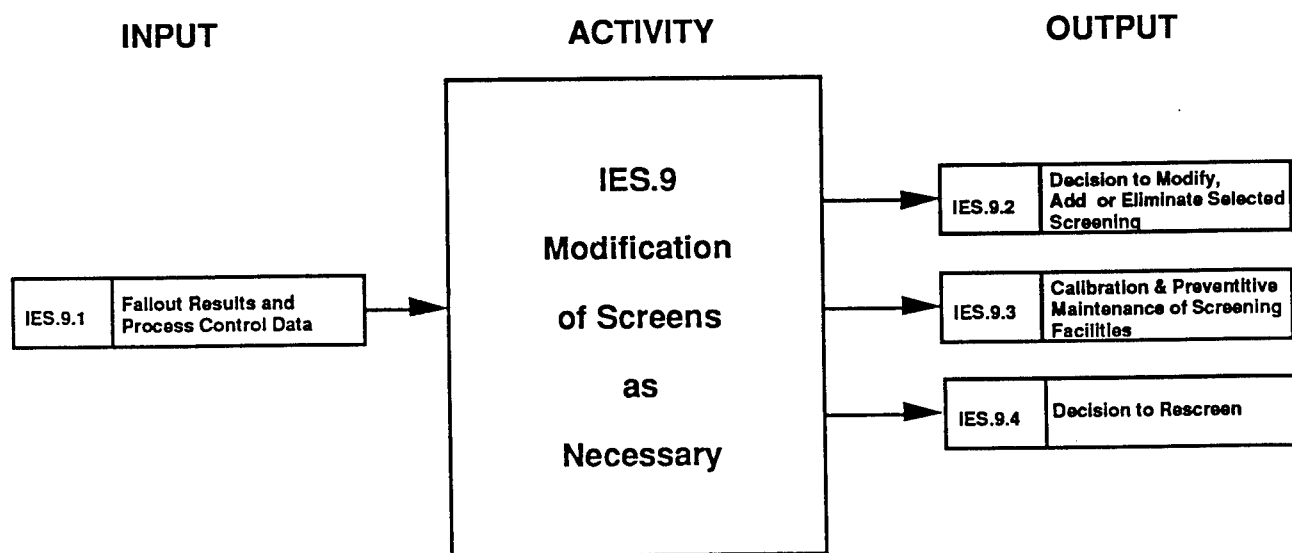 INPUT
ACTIVITY
OUTPUT
IES.9.1
Fallout Results and
Process Control Data
IES.9
Modification
of Screens
as
Necessary
IES.9.2
Decision to Modify,
Add or Eliminate Selected
Screening
IES.9.3
Calibration & Preventitive
Maintenance of Screening
Facilities
IES.9.4
Decision to Rescreen